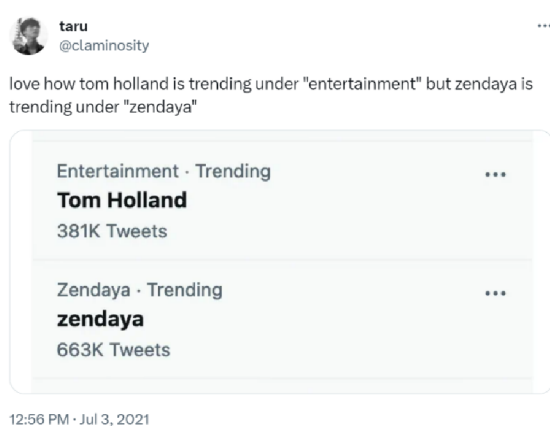 taru
@claminosity
love how tom holland is trending under "entertainment" but zendaya is
trending under "zendaya"
Entertainment · Trending
Tom Holland
381K Tweets
Zendaya · Trending
zendaya
663K Tweets
12:56 PM · Jul 3, 2021